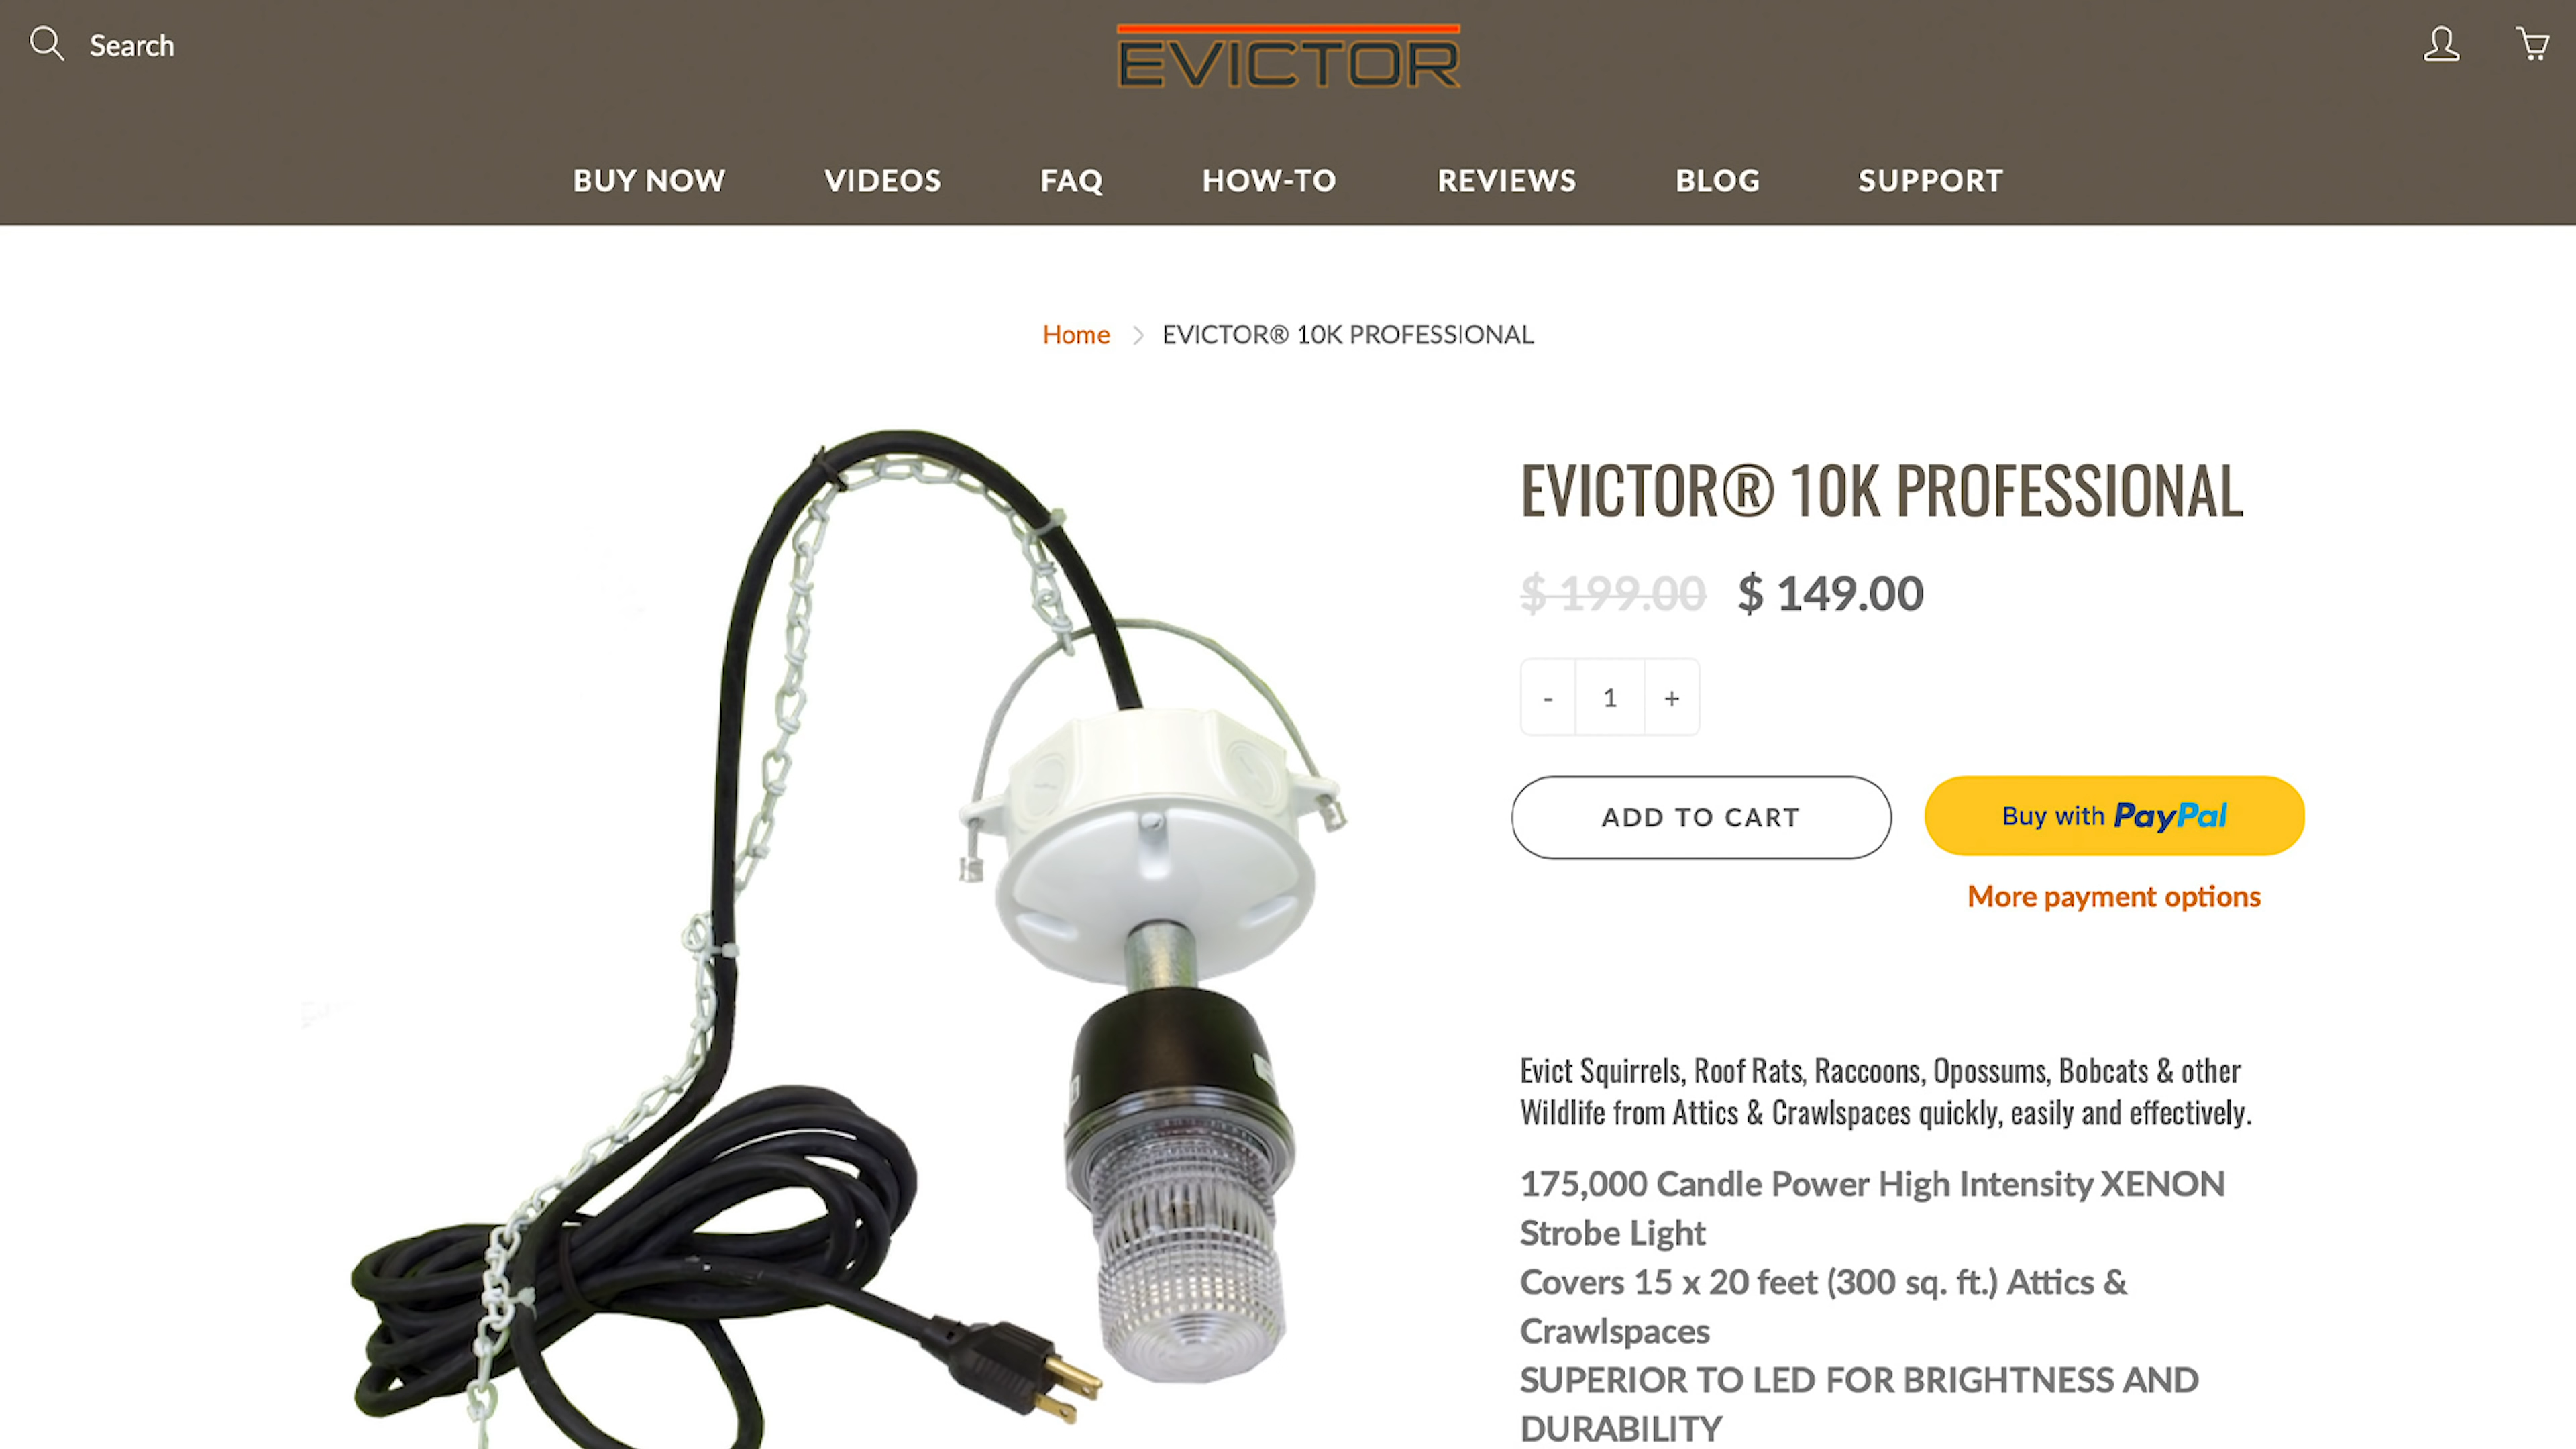 Search
EVICTOR
BUY NOW VIDEOS FAQ HOW-TO REVIEWS BLOG SUPPORT
Home > EVICTOR® 10K PROFESSIONAL
EVICTOR® 10K PROFESSIONAL
$ 199.00 $ 149.00
- 1 +
ADD TO CART Buy with PayPal
More payment options
Evict Squirrels, Roof Rats, Raccoons, Opossums, Bobcats & other
Wildlife from Attics & Crawlspaces quickly, easily and effectively.
175,000 Candle Power High Intensity XENON
Strobe Light
Covers 15 x 20 feet (300 sq. ft.) Attics &
Crawlspaces
SUPERIOR TO LED FOR BRIGHTNESS AND
DURABILITY